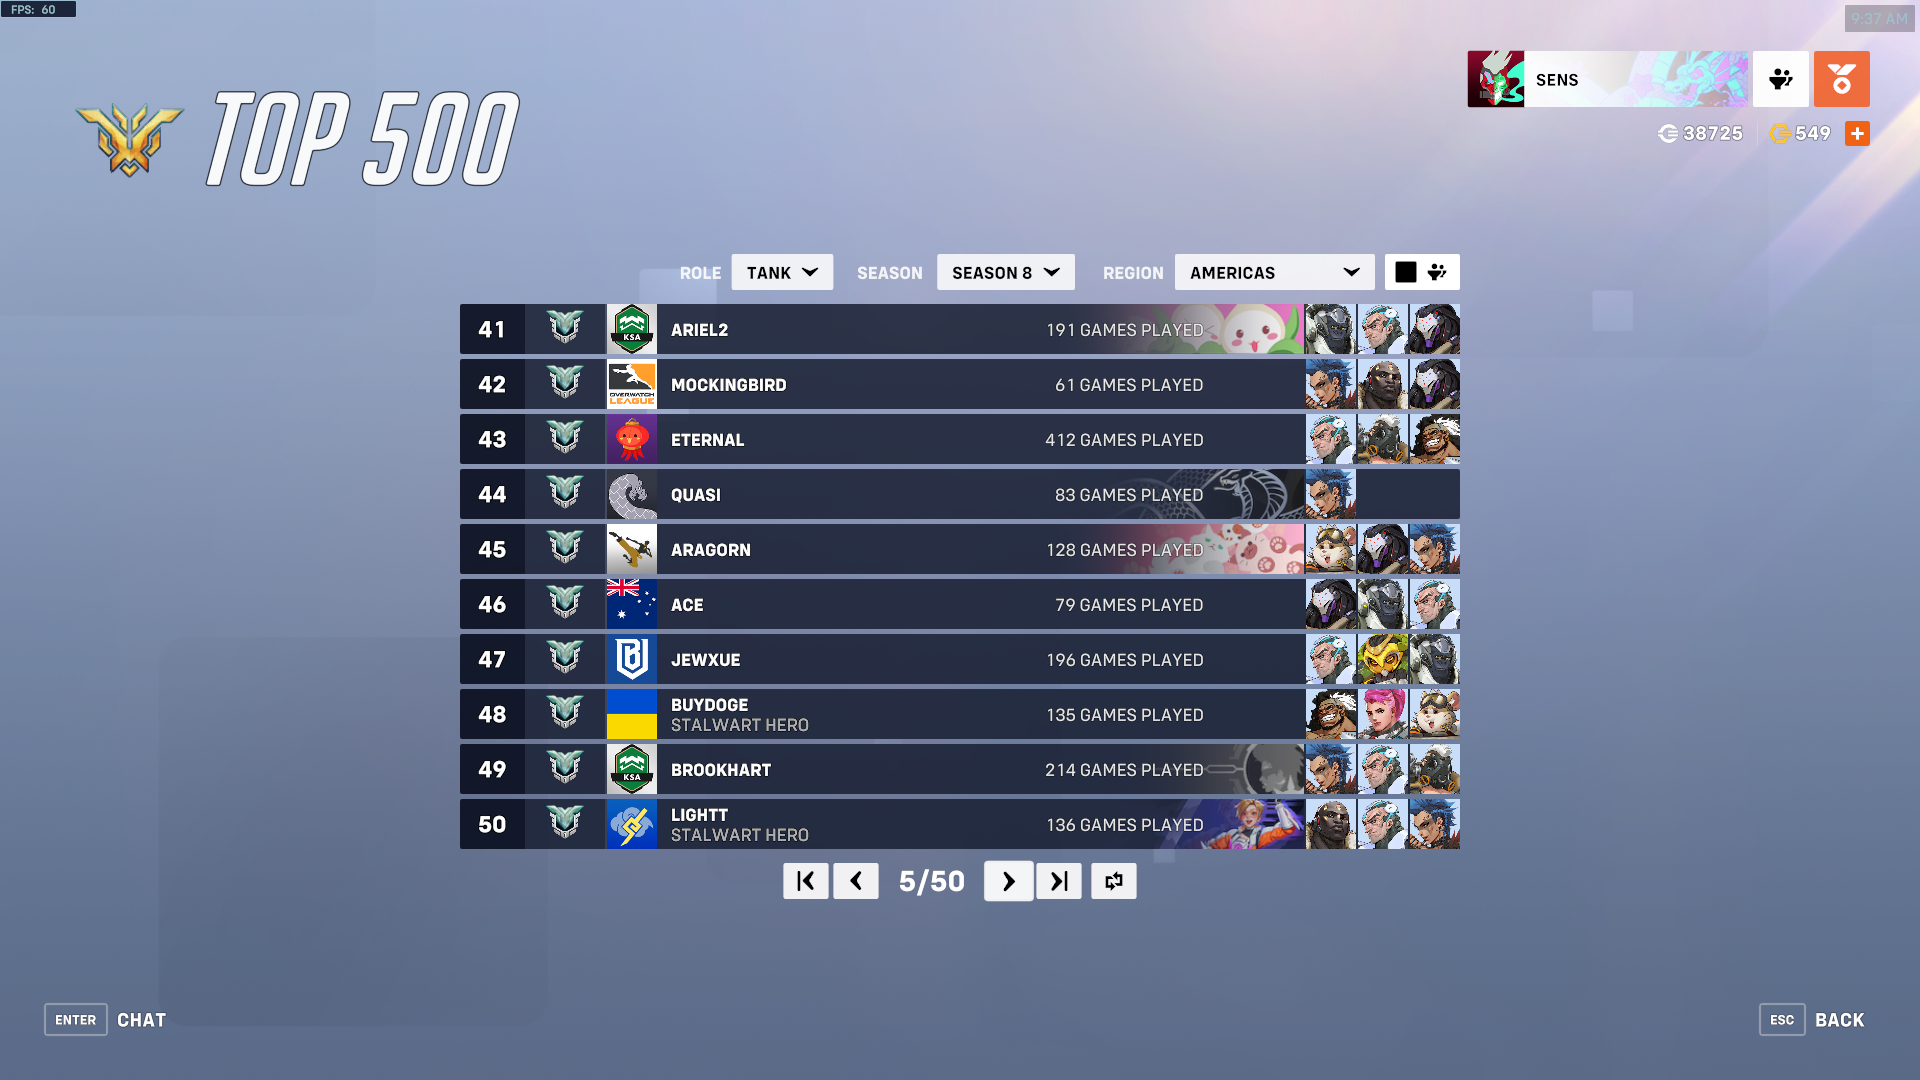 FPS: 60
9:37 AM
TOP 500
SENS
38725
549
ROLE TANK SEASON SEASON 8 REGION AMERICAS
41 KSA ARIEL2 191 GAMES PLAYED
42 OVERWATCH LEAGUE MOCKINGBIRD 61 GAMES PLAYED
43 ETERNAL 412 GAMES PLAYED
44 QUASI 83 GAMES PLAYED
45 ARAGORN 128 GAMES PLAYED
46 ACE 79 GAMES PLAYED
47 JEWXUE 196 GAMES PLAYED
48 BUYDOGE 135 GAMES PLAYED
STALWART HERO
49 KSA BROOKHART 214 GAMES PLAYED
50 LIGHTT 136 GAMES PLAYED
STALWART HERO
5/50
ENTER CHAT
ESC BACK